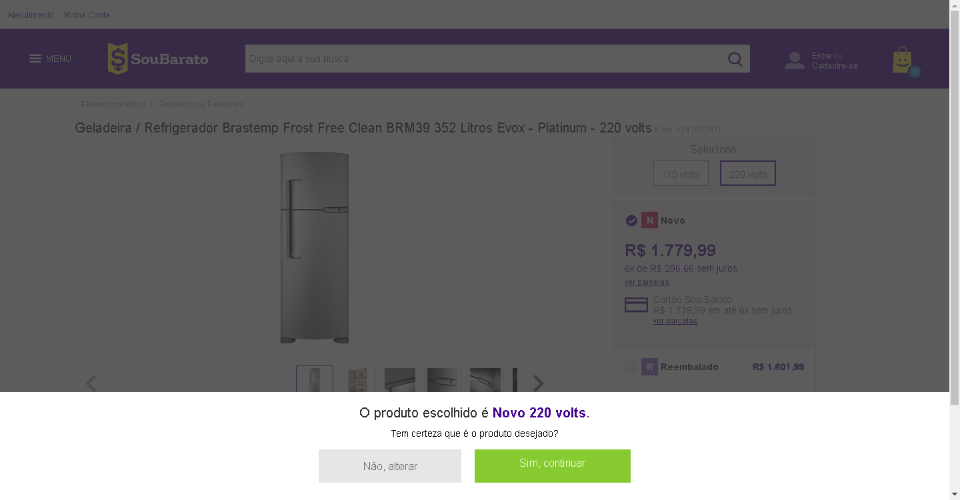 Atendimento Minha Conta
MENU
SouBarato
Digite aqui a sua busca
Entre ou
Cadastre-se
0
Eletrodomésticos > Geladeiras e Freezeres
Geladeira / Refrigerador Brastemp Frost Free Clean BRM39 352 Litros Evox - Platinum - 220 volts
Selecione:
110 volts 220 volts
N Novo
R$ 1.779,99
6x de R$ 296,66 sem juros
ver parcelas
Cartão Sou Barato
R$ 1.779,99 em até 6x sem juros
ver parcelas
R Reembalado R$ 1.601,99
O produto escolhido é Novo 220 volts.
Tem certeza que é o produto desejado?
Não, alterar Sim, continuar